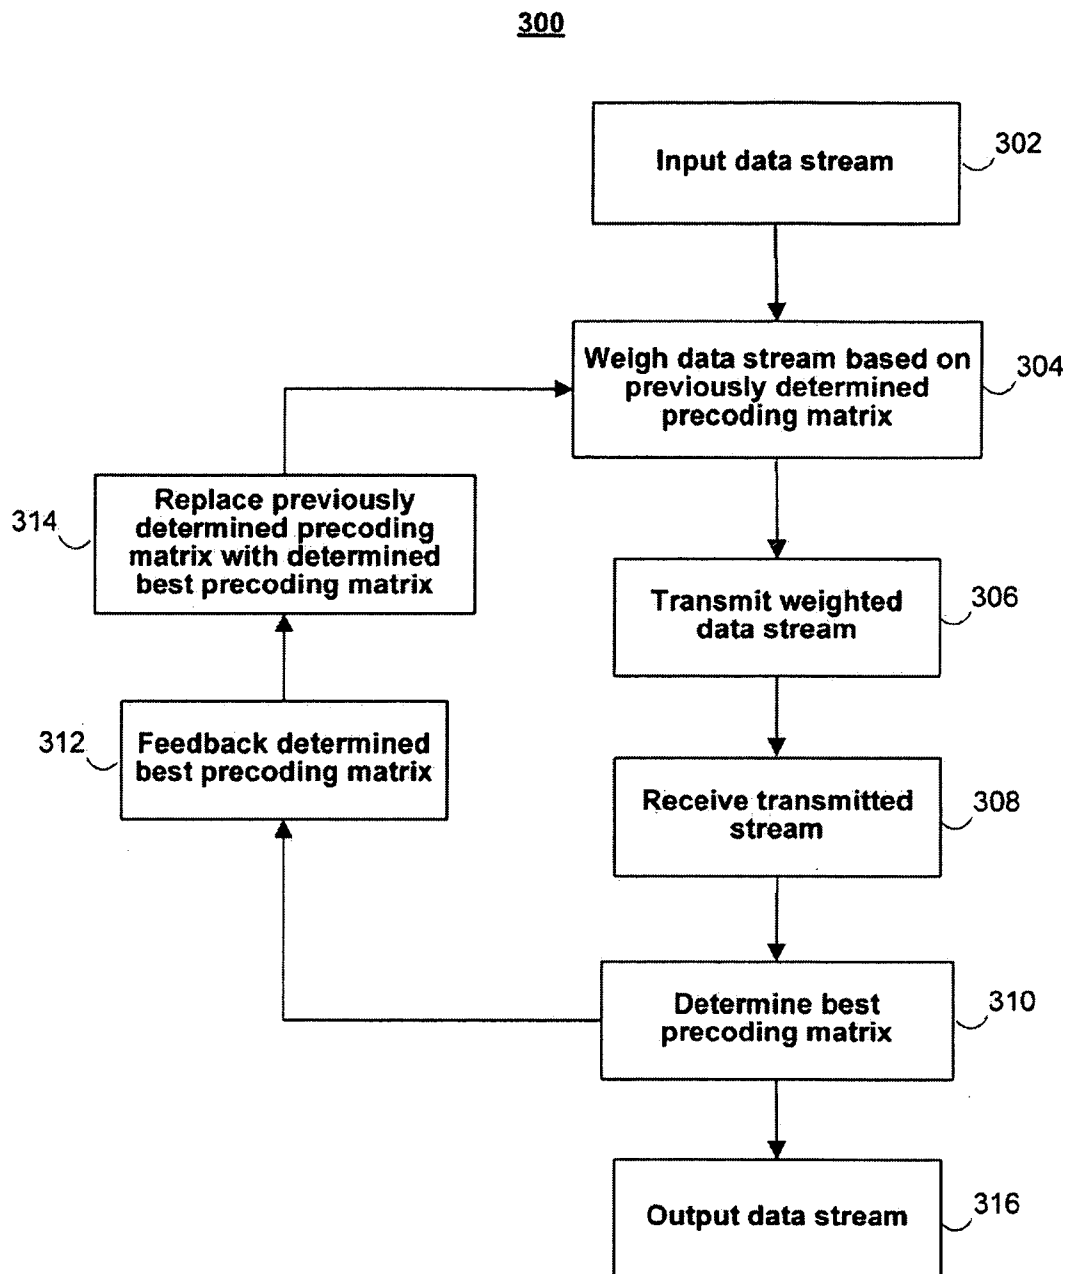 300
Input data stream
302
Weigh data stream based on
previously determined
precoding matrix
304
Replace previously
determined precoding
matrix with determined
best precoding matrix
314
Transmit weighted
data stream
306
Feedback determined
best precoding matrix
312
Receive transmitted
stream
308
Determine best
precoding matrix
310
Output data stream
316